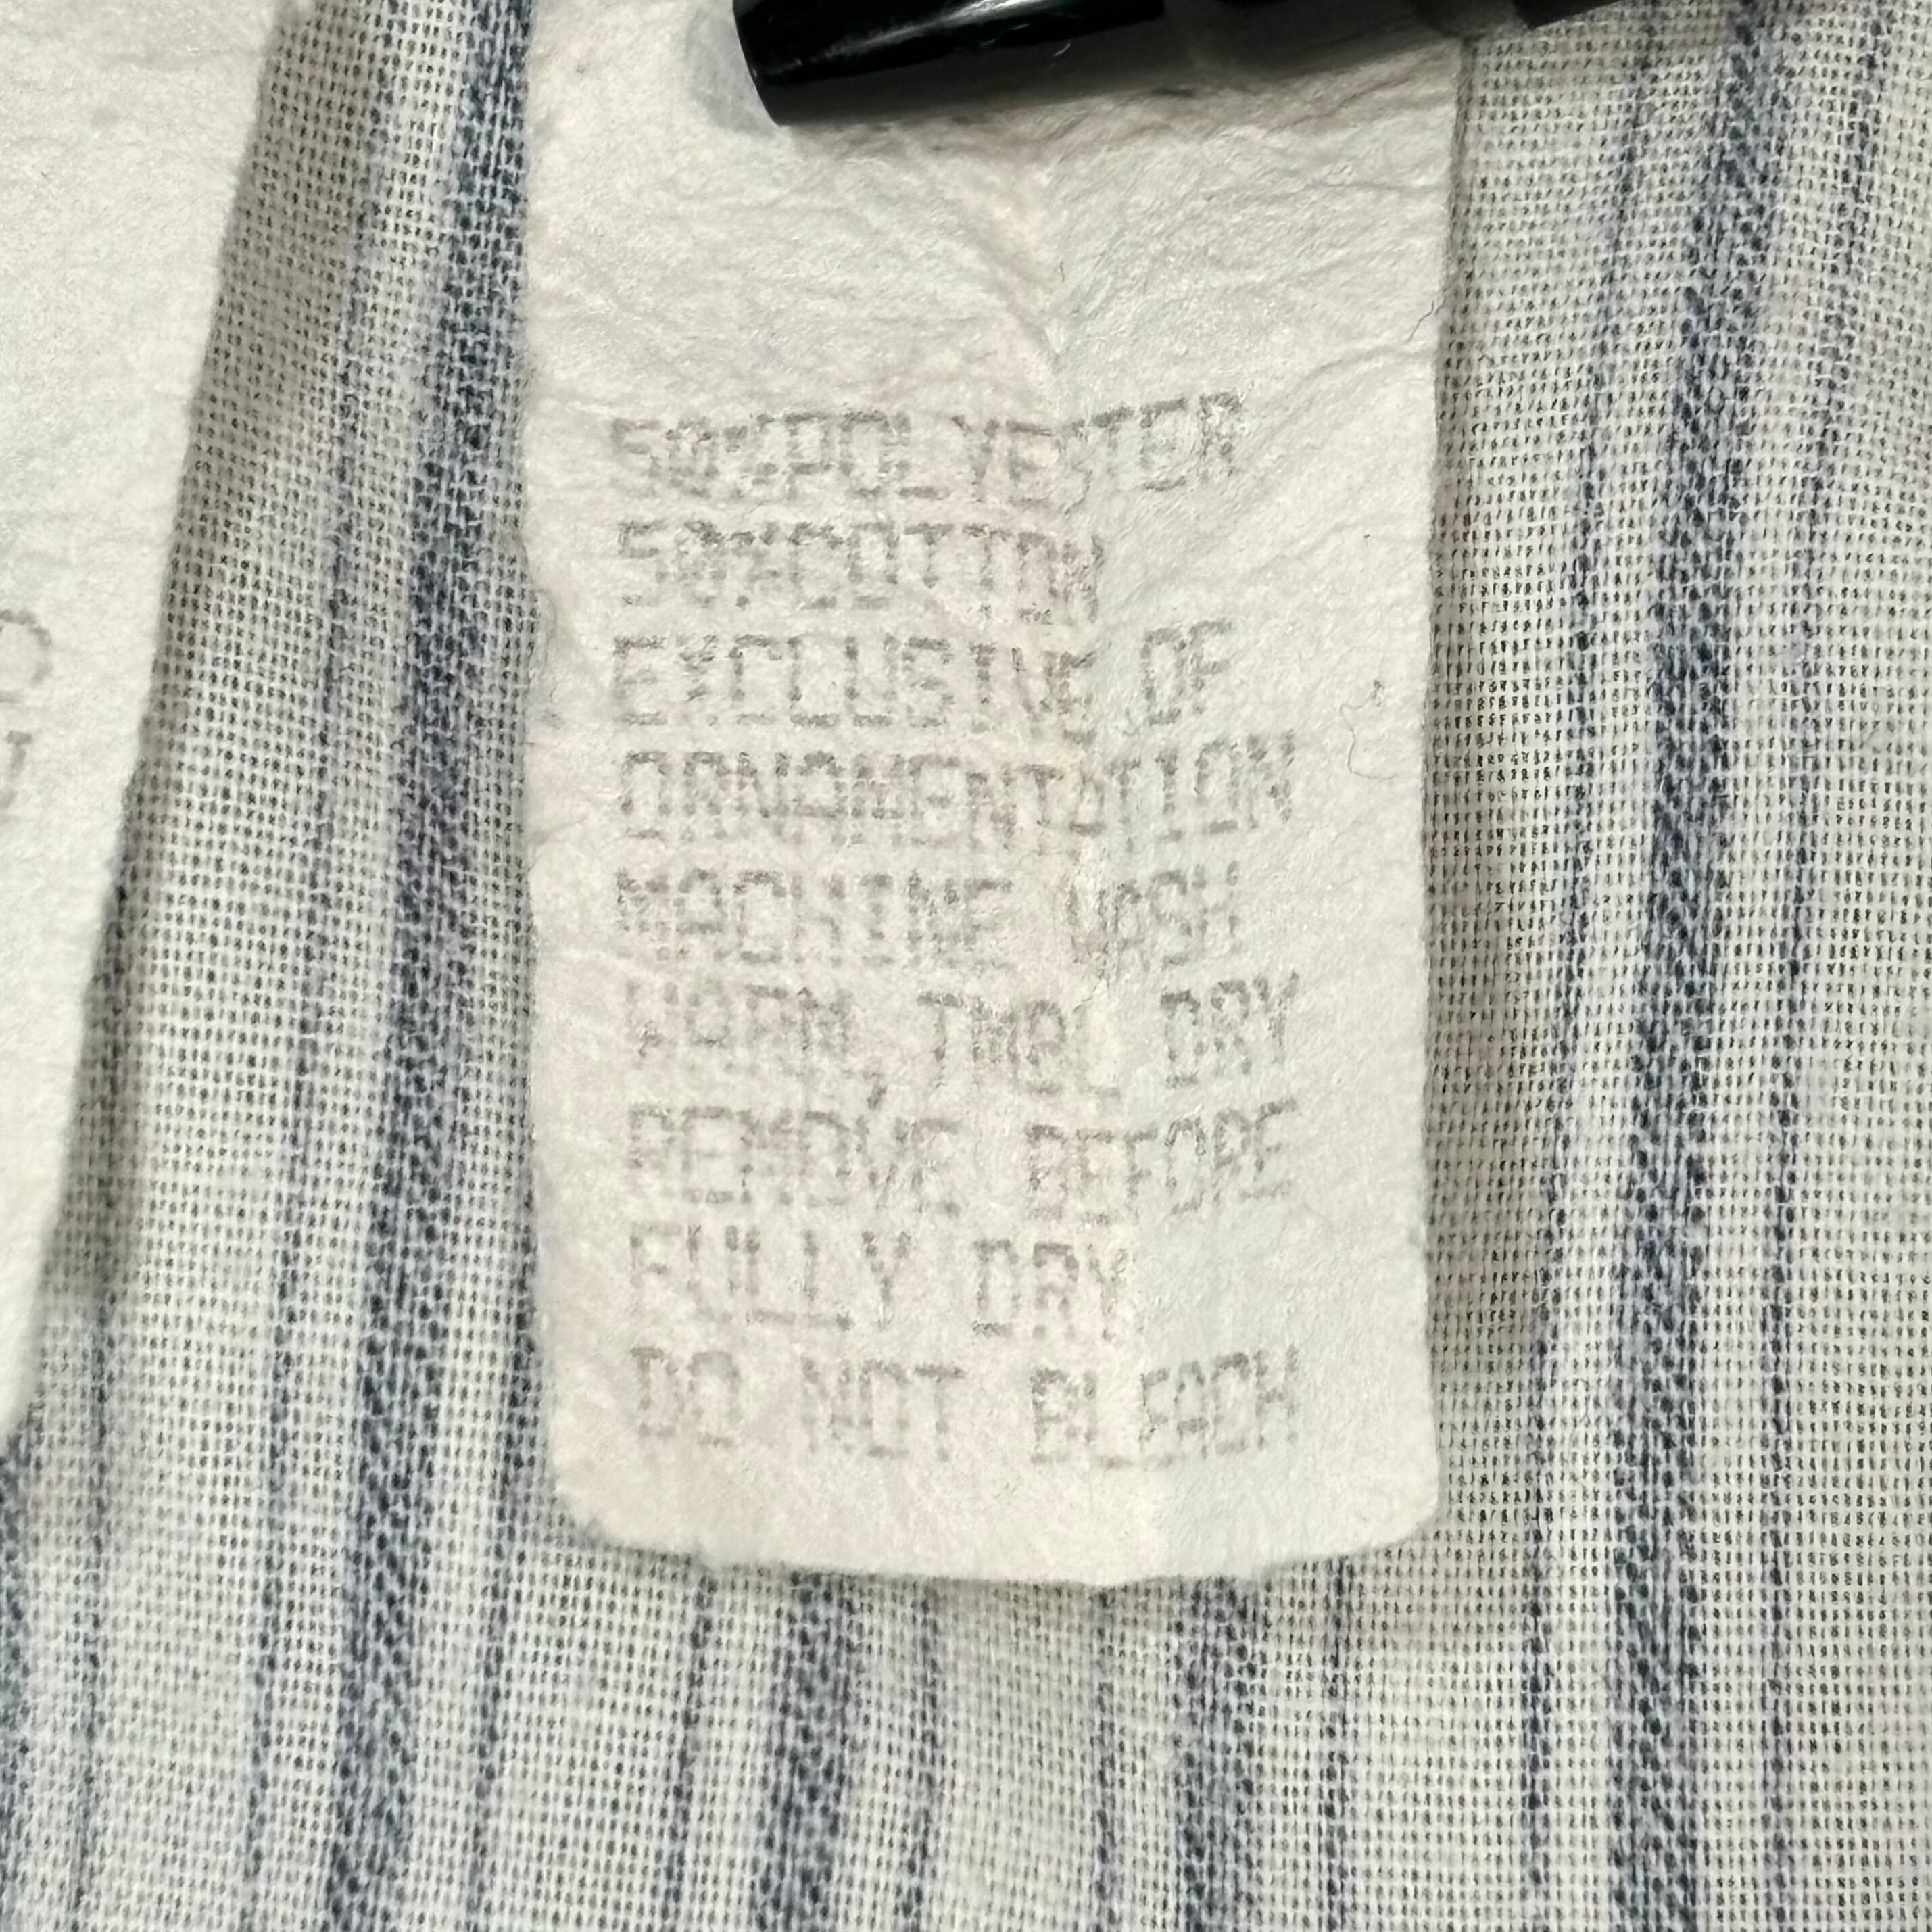 50%POLYESTER
50%COTTON
EXCLUSIVE OF
ORNAMENTATION
MACHINE WASH
WARM, TMBL DRY
REMOVE BEFORE
FULLY DRY
DO NOT BLEACH